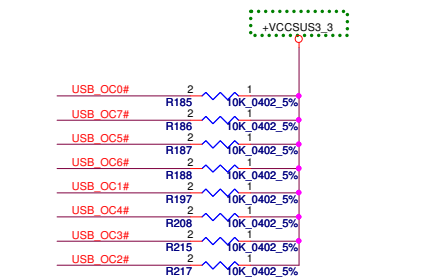 +VCCSUS3_3
USB_OC0# 2 1
R185 10K_0402_5%
USB_OC7# 2 1
R186 10K_0402_5%
USB_OC5# 2 1
R187 10K_0402_5%
USB_OC6# 2 1
R188 10K_0402_5%
USB_OC1# 2 1
R197 10K_0402_5%
USB_OC4# 2 1
R208 10K_0402_5%
USB_OC3# 2 1
R215 10K_0402_5%
USB_OC2# 2 1
R217 10K_0402_5%